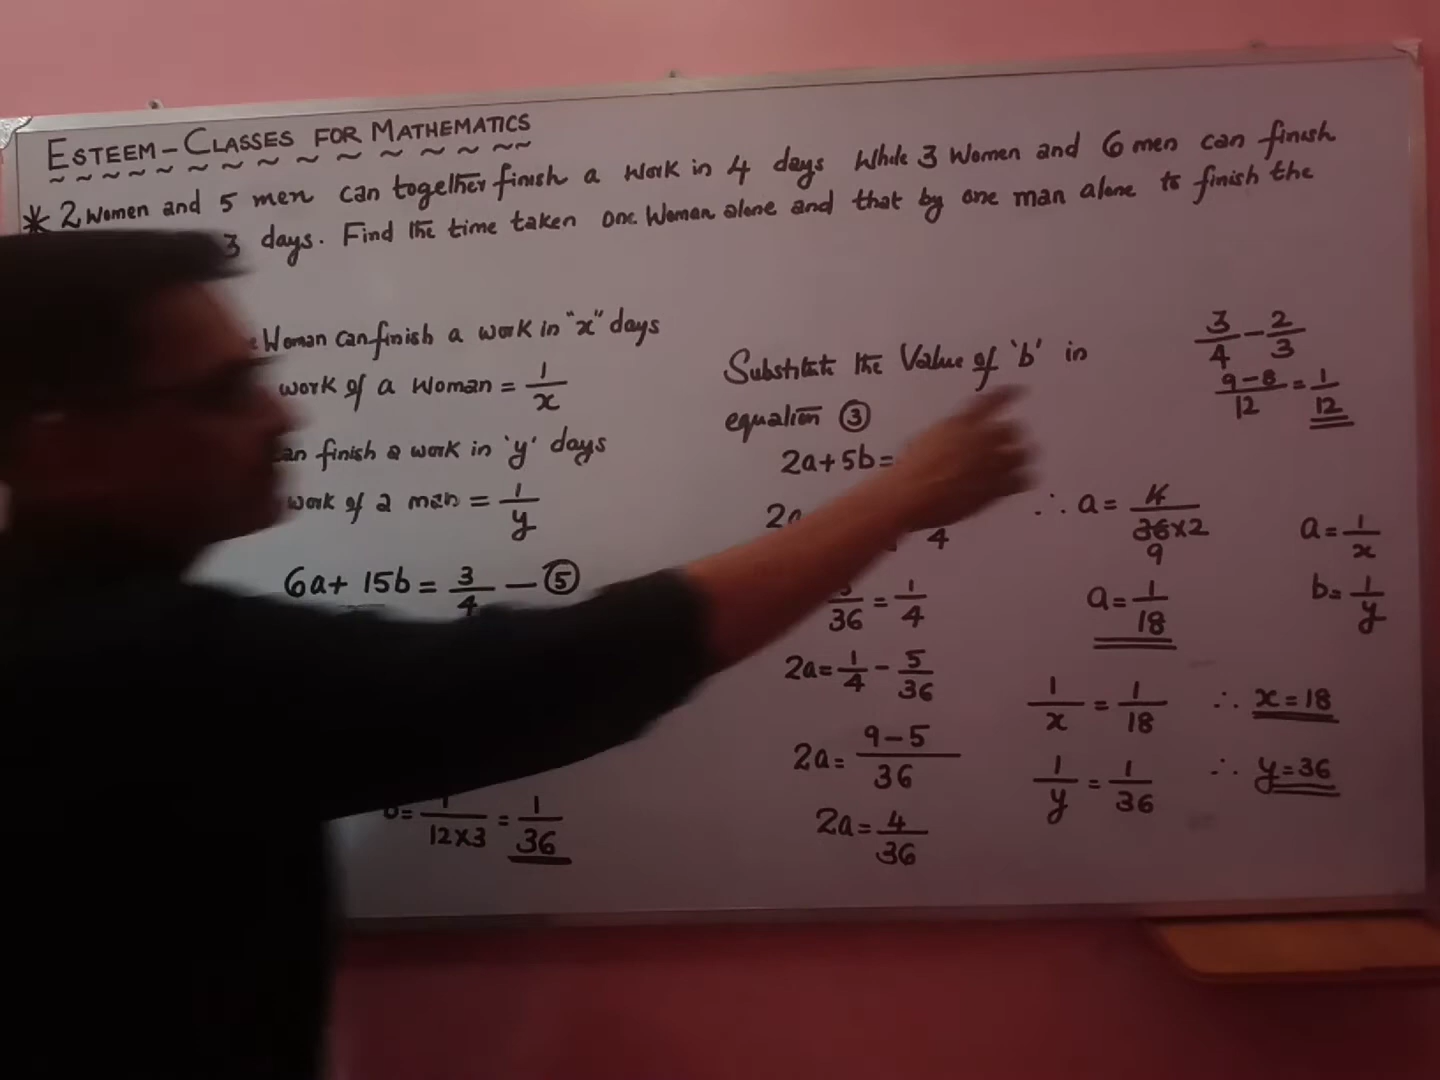 ESTEEM - CLASSES FOR MATHEMATICS
* 2 Women and 5 men can together finish a work in 4 days while 3 Women and 6 men can finish
3 days. Find the time taken one Woman alone and that by one man alone to finish the
Woman can finish a work in "x" days
work of a Woman = 1/x
finish a work in 'y' days
work of a man = 1/y
6a + 15b = 3/4 — ⑤
1/(12×3) = 1/36
Substitute the Value of 'b' in
equation ③
2a + 5b =
2a
4
36 = 1/4
2a = 1/4 - 5/36
2a = (9 - 5)/36
2a = 4/36
3/4 - 2/3
(9 - 8)/12 = 1/12
∴ a = 4/(36×2)
9
a = 1/18
a = 1/x
b = 1/y
1/x = 1/18 ∴ x = 18
1/y = 1/36 ∴ y = 36